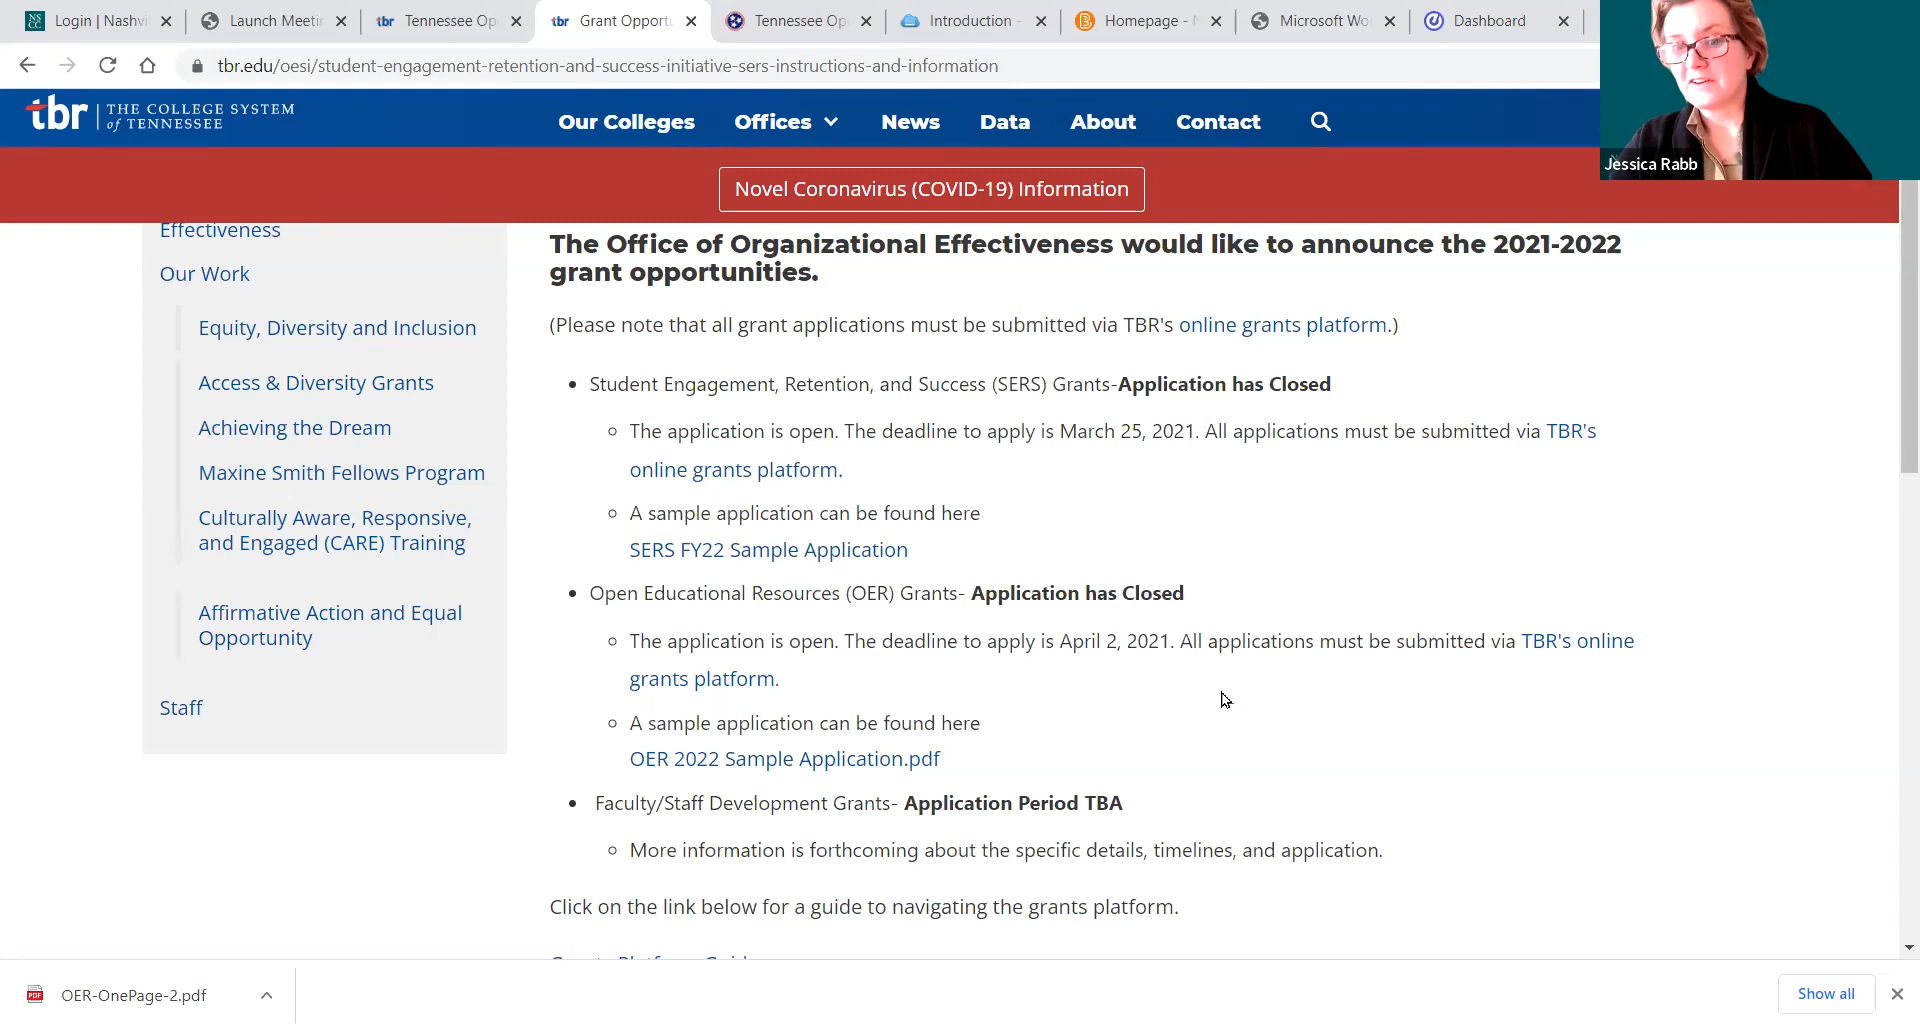 Login | Nashvi
Launch Meetin
tbr Tennessee Op
tbr Grant Opportu
Tennessee Op
Introduction -
Homepage - N
Microsoft Wo
Dashboard
tbr.edu/oesi/student-engagement-retention-and-success-initiative-sers-instructions-and-information
tbr THE COLLEGE SYSTEM
of TENNESSEE
Our Colleges
Offices
News
Data
About
Contact
Jessica Rabb
Novel Coronavirus (COVID-19) Information
Effectiveness
Our Work
Equity, Diversity and Inclusion
Access & Diversity Grants
Achieving the Dream
Maxine Smith Fellows Program
Culturally Aware, Responsive,
and Engaged (CARE) Training
Affirmative Action and Equal
Opportunity
Staff
The Office of Organizational Effectiveness would like to announce the 2021-2022
grant opportunities.
(Please note that all grant applications must be submitted via TBR's online grants platform.)
• Student Engagement, Retention, and Success (SERS) Grants-Application has Closed
○ The application is open. The deadline to apply is March 25, 2021. All applications must be submitted via TBR's
online grants platform.
○ A sample application can be found here
SERS FY22 Sample Application
• Open Educational Resources (OER) Grants- Application has Closed
○ The application is open. The deadline to apply is April 2, 2021. All applications must be submitted via TBR's online
grants platform.
○ A sample application can be found here
OER 2022 Sample Application.pdf
• Faculty/Staff Development Grants- Application Period TBA
○ More information is forthcoming about the specific details, timelines, and application.
Click on the link below for a guide to navigating the grants platform.
PDF OER-OnePage-2.pdf
Show all